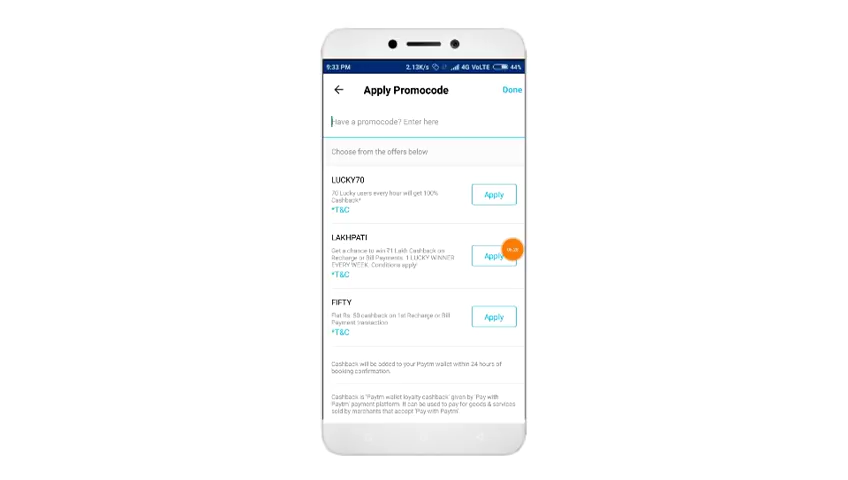 9:33 PM 2.13K/s 4G VoLTE 44%
Apply Promocode Done
Have a promocode? Enter here
Choose from the offers below
LUCKY70
70 Lucky users every hour will get 100%
Cashback*
*T&C
Apply
LAKHPATI
Get a chance to win ₹1 Lakh Cashback on
Recharge or Bill Payments. 1 LUCKY WINNER
EVERY WEEK. Conditions apply!
*T&C
Apply
FIFTY
Flat Rs. cashback on 1st Recharge or Bill
Payment transaction
*T&C
Apply
Cashback will be added to your Paytm wallet within 24 hours of
booking confirmation.
Cashback is 'Paytm wallet loyalty cashback' given by 'Pay with
Paytm' payment platform. It can be used to pay for goods & services
sold by merchants that accept 'Pay with Paytm'.